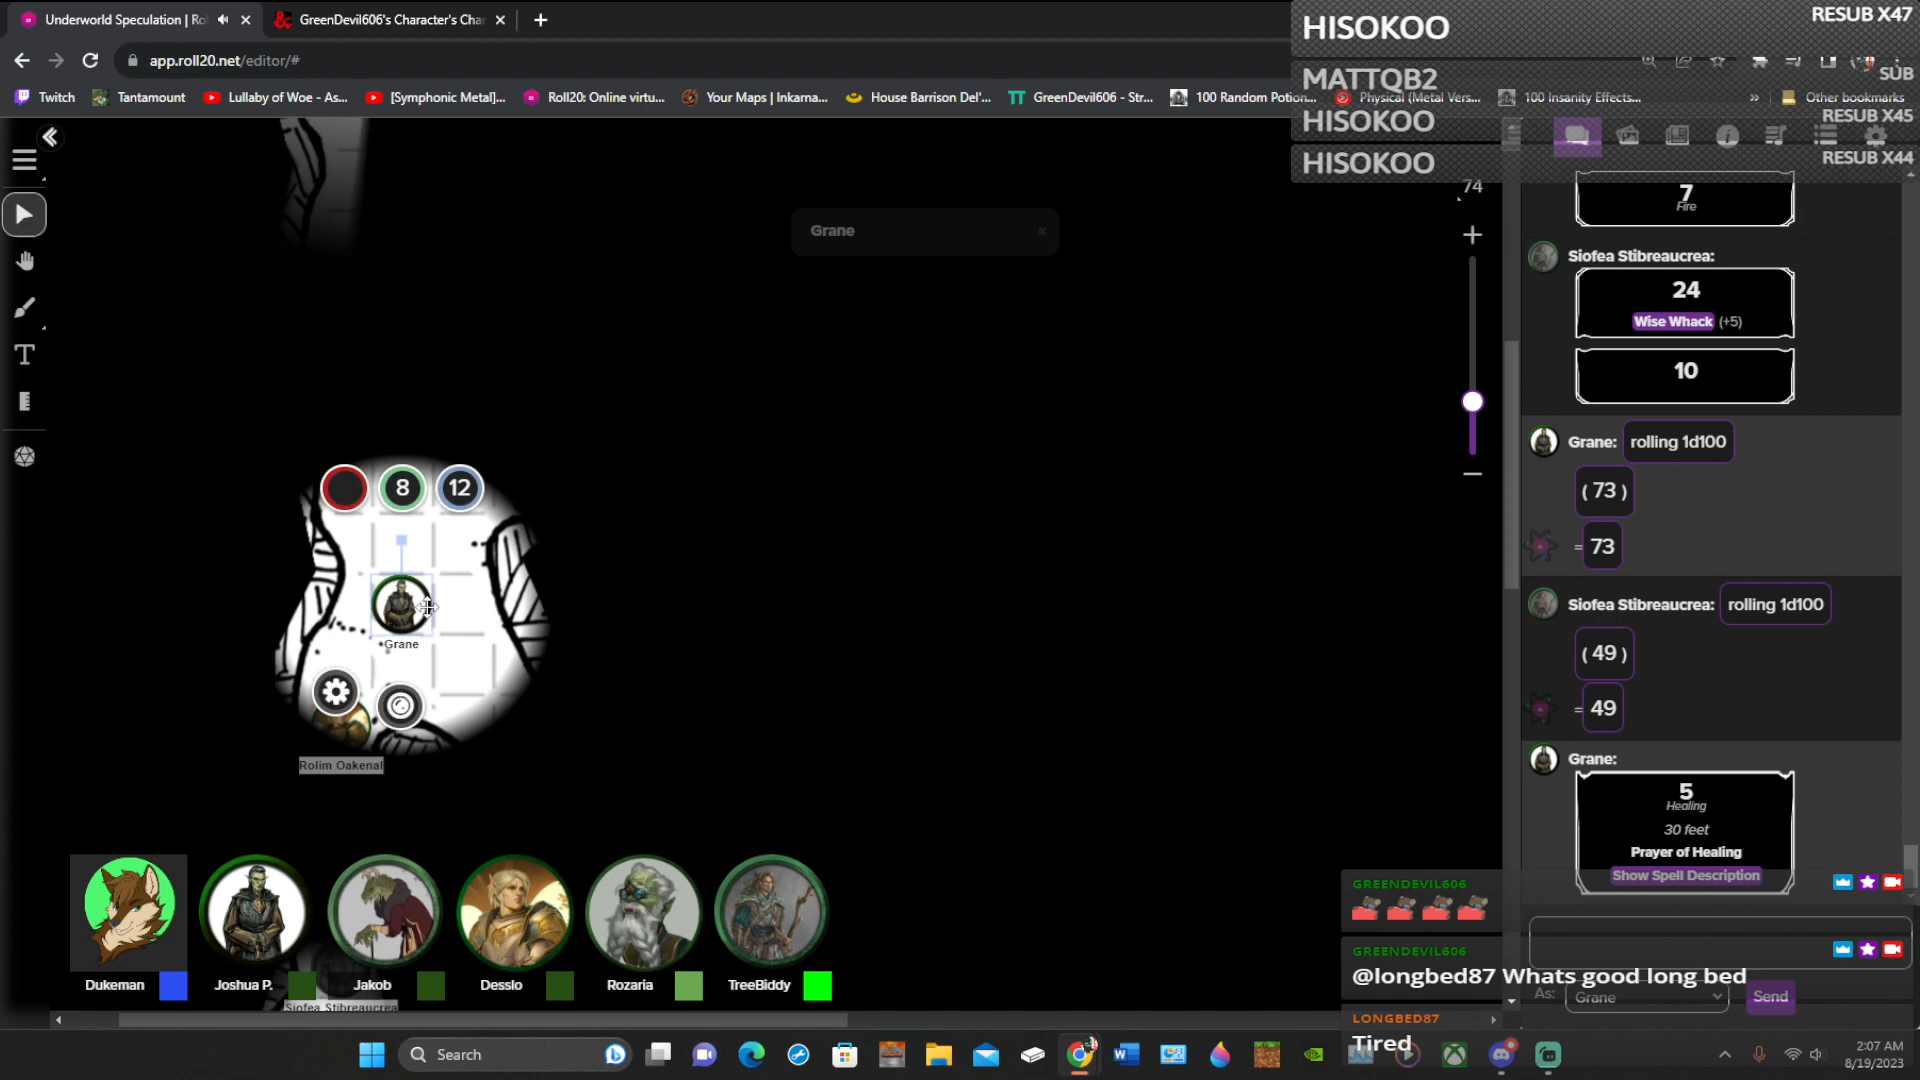 Underworld Speculation | Ro
GreenDevil606's Character's Char
app.roll20.net/editor/#
Twitch
Tantamount
Lullaby of Woe - As...
[Symphonic Metal]...
Roll20: Online virtu...
Your Maps | Inkarna...
House Barrison Del'...
TT
GreenDevil606 - Str...
100 Random Potion...
Physical (Metal Vers...
100 Insanity Effects...
Other bookmarks
HISOKOO
RESUB X47
MATTQB2
SUB
HISOKOO
RESUB X45
HISOKOO
RESUB X44
74
Grane
8
12
Grane
Rolim Oakenal
Siofea Stibreaucrea
Dukeman
Joshua P.
Jakob
Desslo
Rozaria
TreeBiddy
7
Fire
Siofea Stibreaucrea:
24
Wise Whack (+5)
10
Grane: rolling 1d100
( 73 )
=73
Siofea Stibreaucrea: rolling 1d100
( 49 )
=49
Grane:
5
Healing
30 feet
Prayer of Healing
Show Spell Description
GREENDEVIL606
GREENDEVIL606
@longbed87 Whats good long bed
As:
Grane
Send
LONGBED87
Tired
Search
2:07 AM
8/19/2023